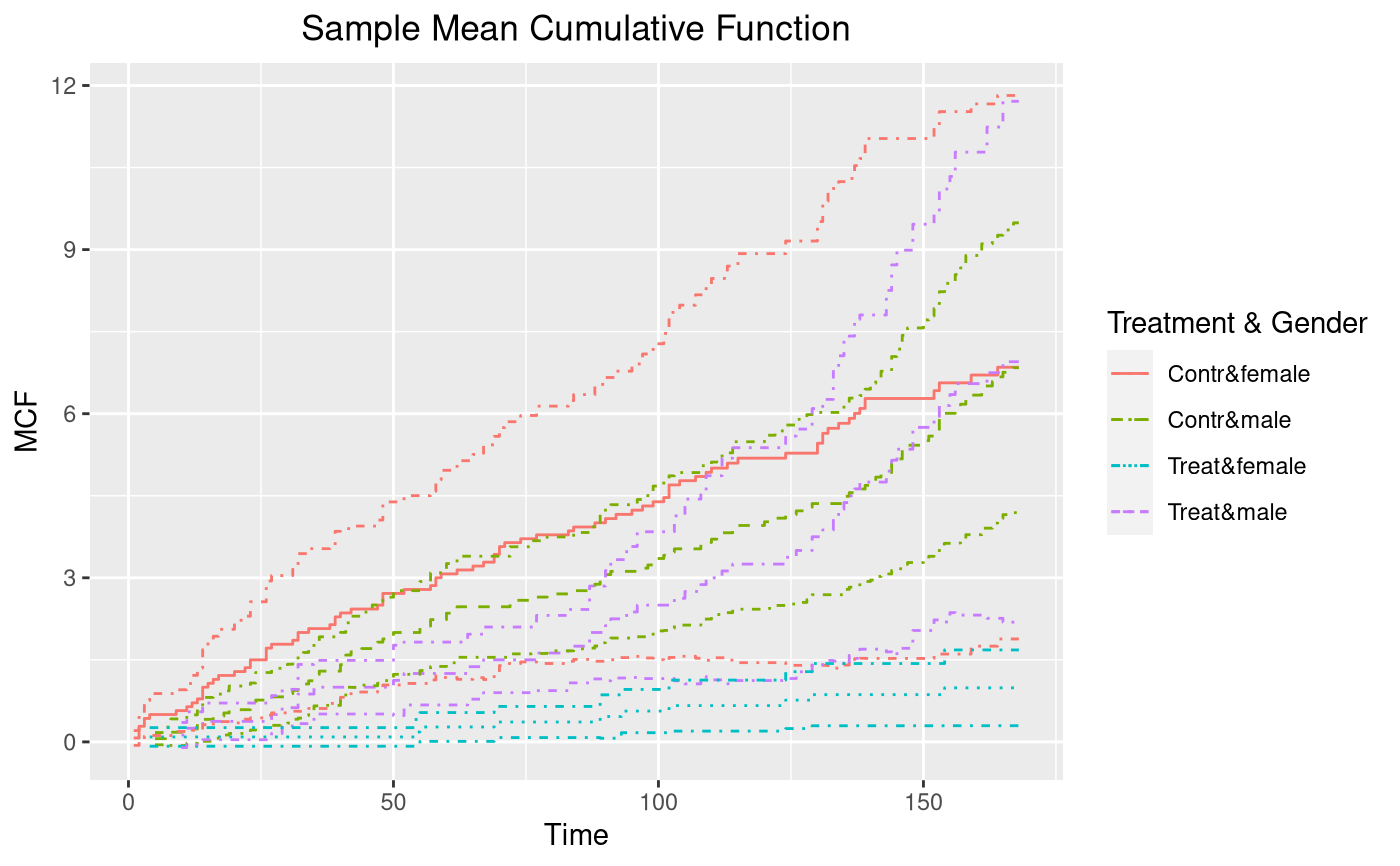 Sample Mean Cumulative Function
12
9
6
3
0
MCF
0 50 100 150
Time
Treatment & Gender
Contr&female
Contr&male
Treat&female
Treat&male